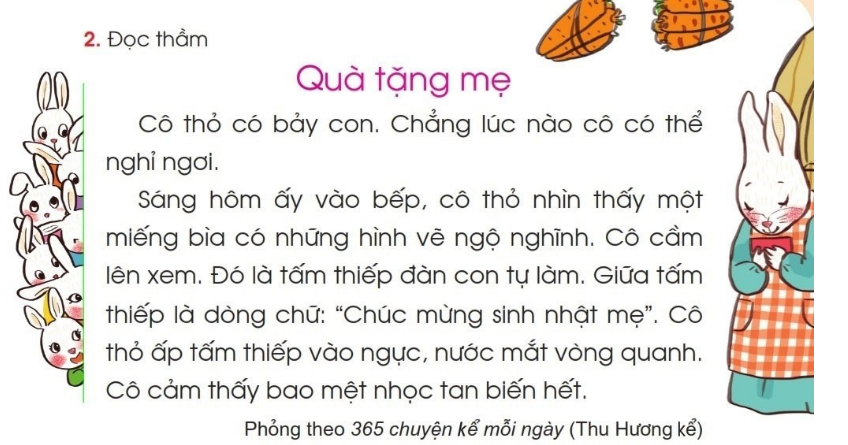 2. Đọc thầm
Quà tặng mẹ
Cô thỏ có bảy con. Chẳng lúc nào cô có thể
nghỉ ngơi.
Sáng hôm ấy vào bếp, cô thỏ nhìn thấy một
miếng bìa có những hình vẽ ngộ nghĩnh. Cô cầm
lên xem. Đó là tấm thiếp đàn con tự làm. Giữa tấm
thiếp là dòng chữ: “Chúc mừng sinh nhật mẹ”. Cô
thỏ ấp tấm thiếp vào ngực, nước mắt vòng quanh.
Cô cảm thấy bao mệt nhọc tan biến hết.
Phỏng theo 365 chuyện kể mỗi ngày (Thu Hương kể)